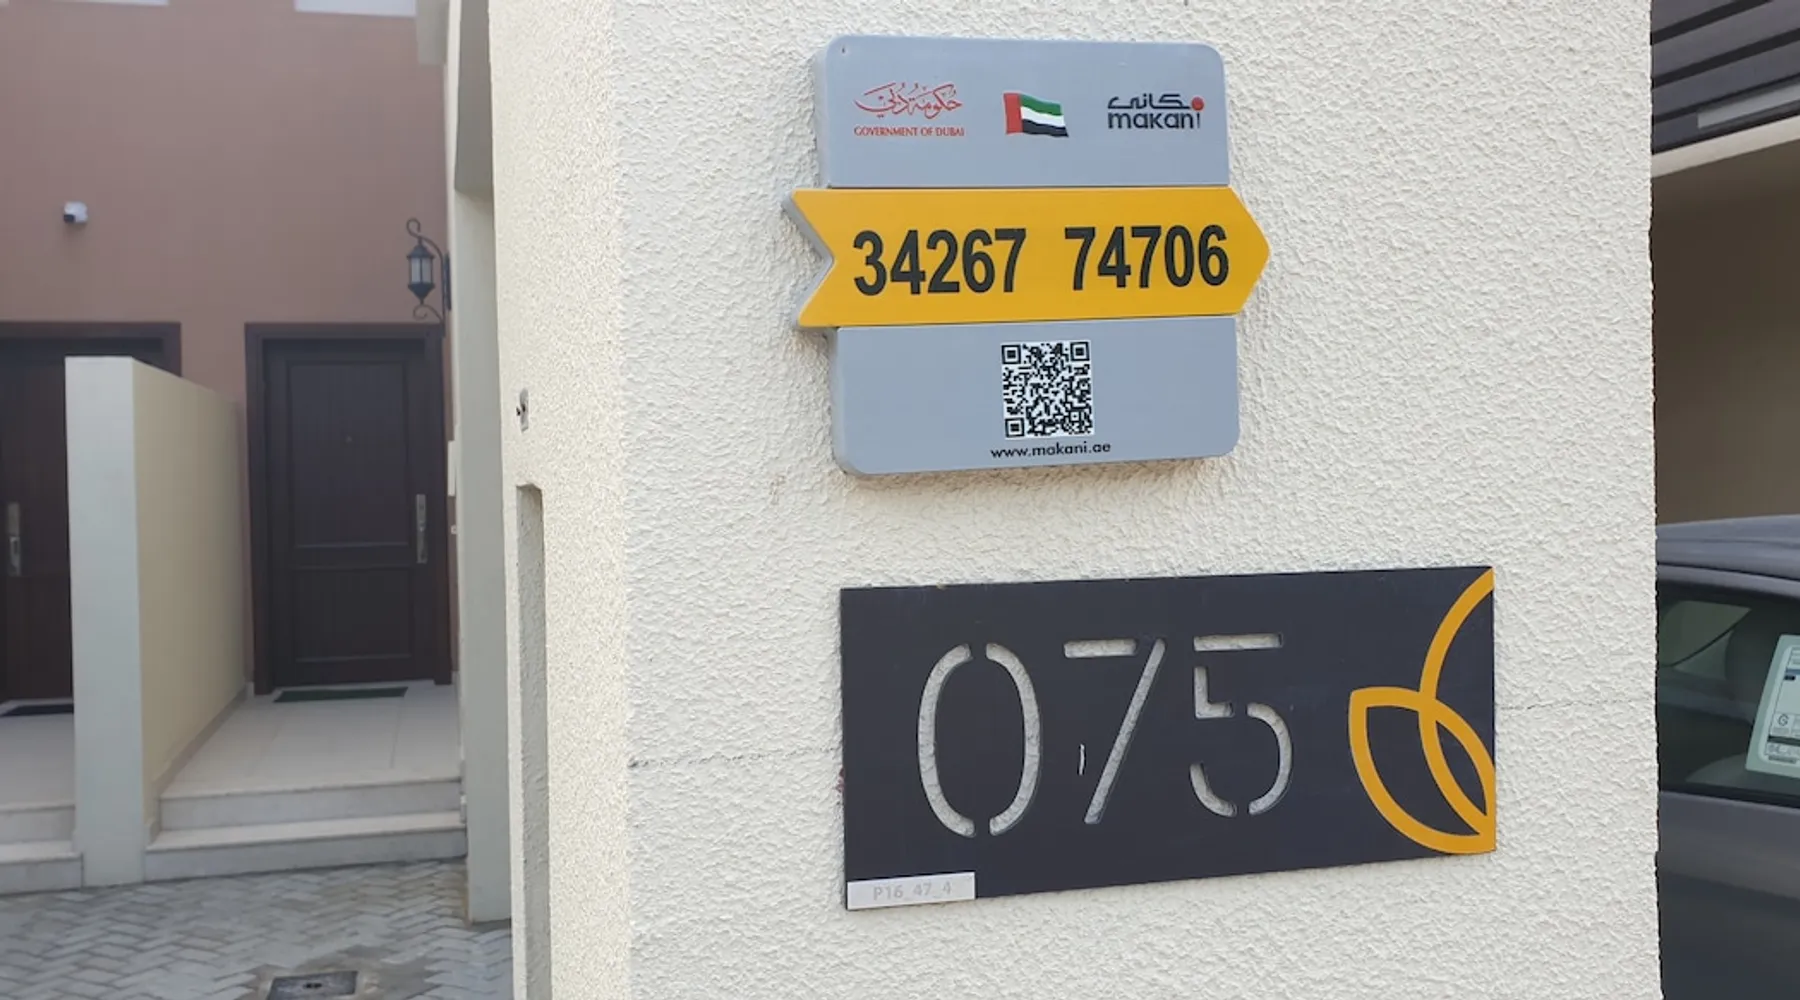 حكومة دبي
GOVERNMENT OF DUBAI
مكاني
makani
34267 74706
www.makani.ae
075
P16_47_4